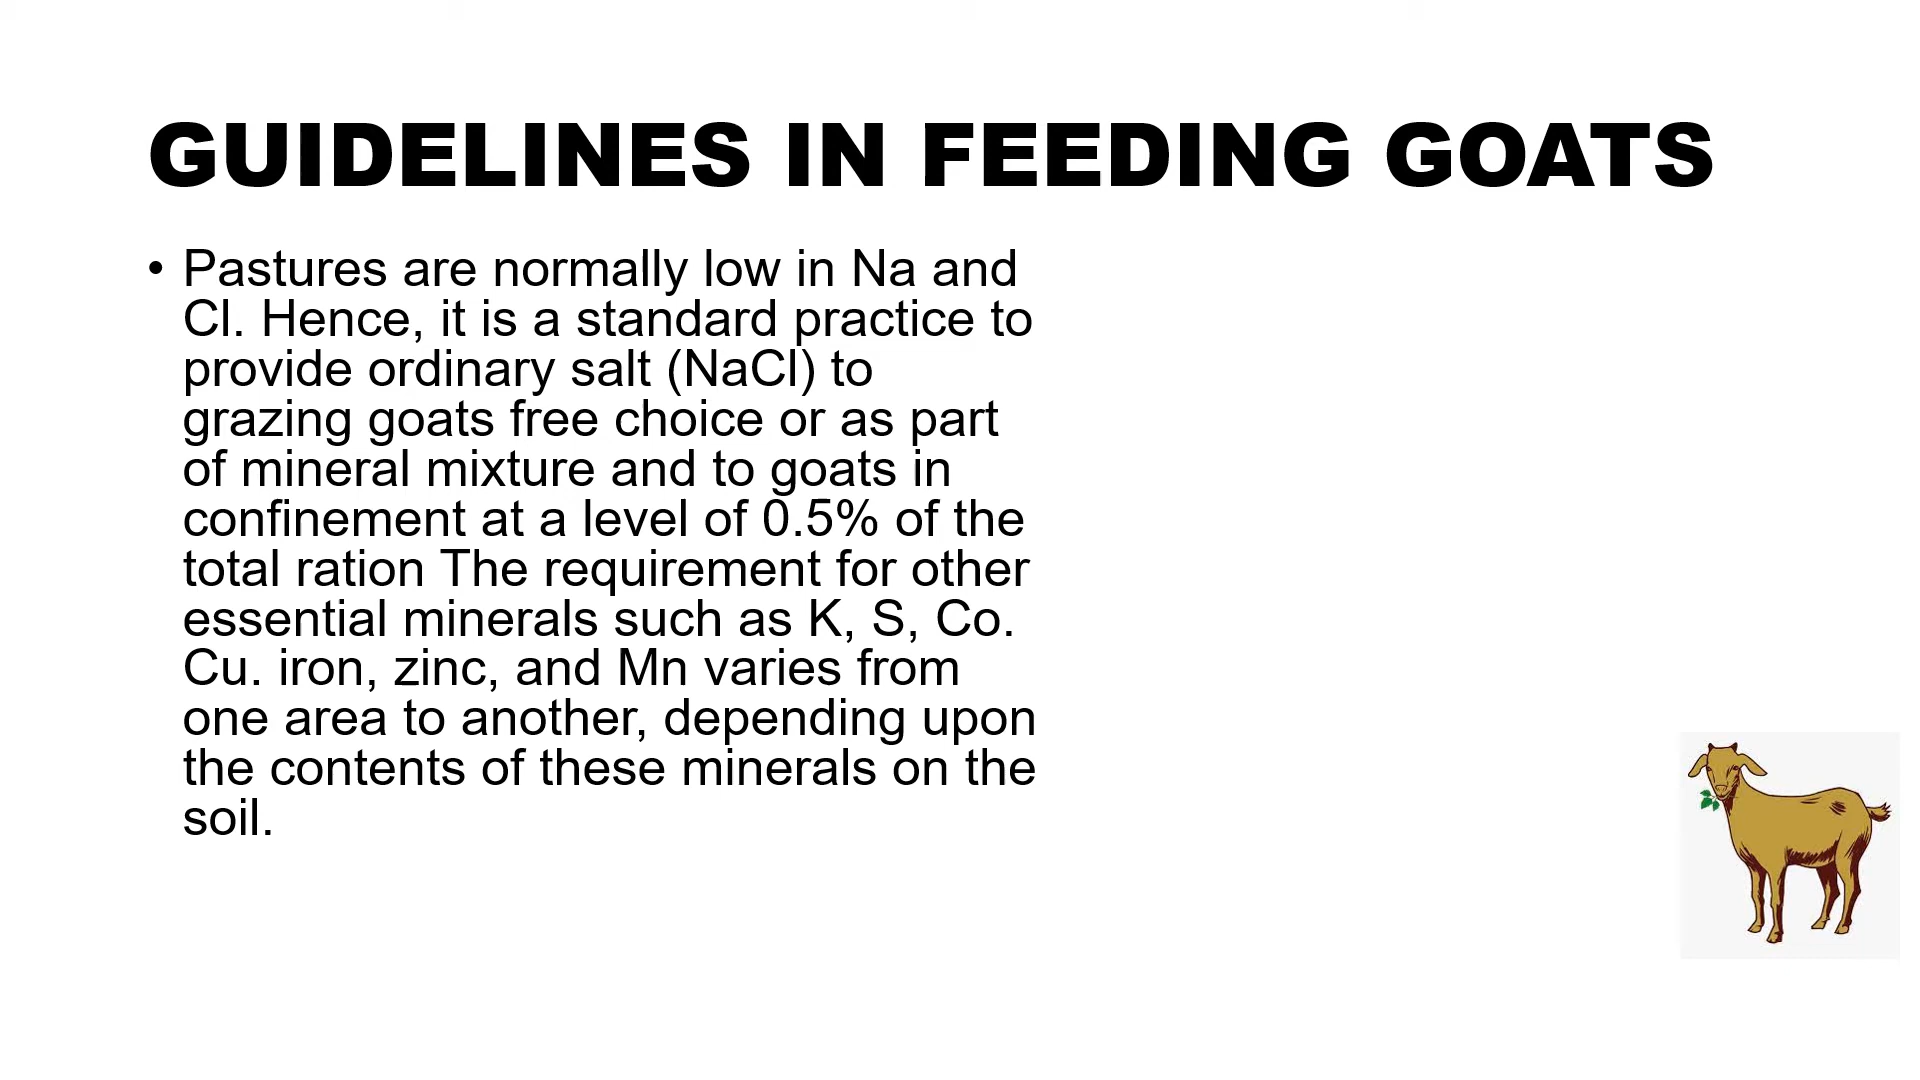 GUIDELINES IN FEEDING GOATS
• Pastures are normally low in Na and
Cl. Hence, it is a standard practice to
provide ordinary salt (NaCl) to
grazing goats free choice or as part
of mineral mixture and to goats in
confinement at a level of 0.5% of the
total ration The requirement for other
essential minerals such as K, S, Co.
Cu. iron, zinc, and Mn varies from
one area to another, depending upon
the contents of these minerals on the
soil.